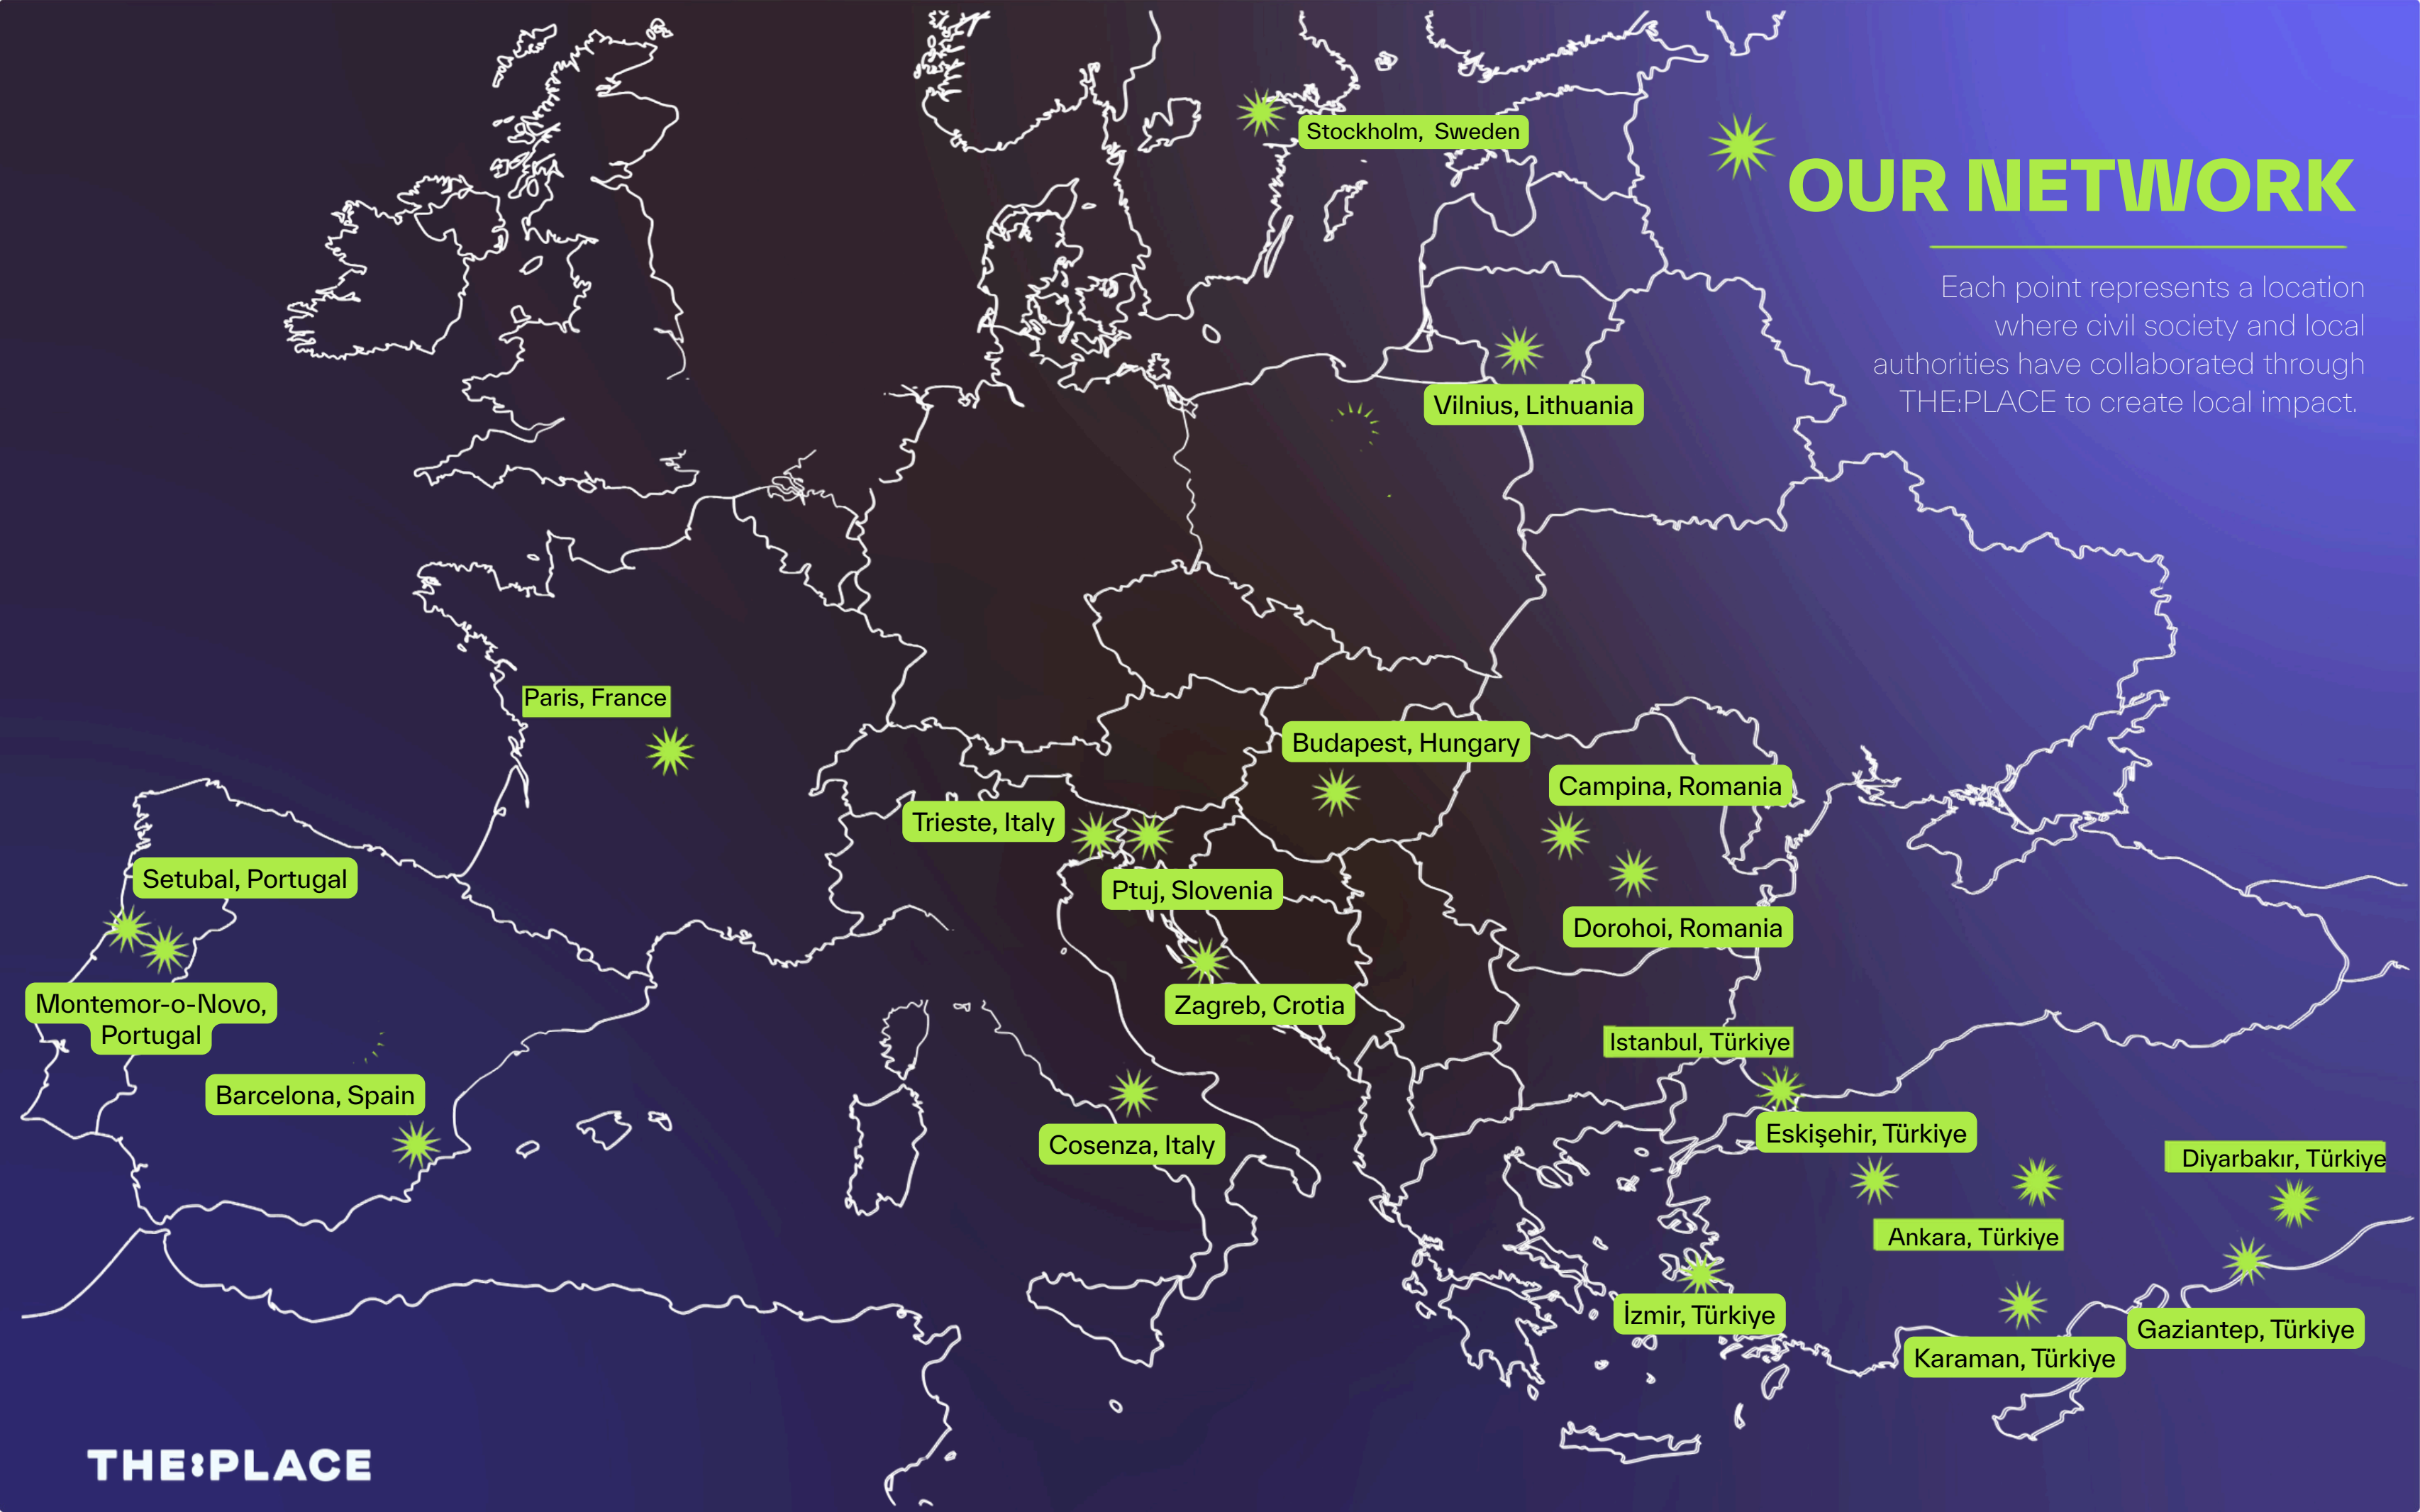 OUR NETWORK
Each point represents a location
where civil society and local
authorities have collaborated through
THE:PLACE to create local impact.
Stockholm, Sweden
Vilnius, Lithuania
Paris, France
Budapest, Hungary
Campina, Romania
Trieste, Italy
Setubal, Portugal
Ptuj, Slovenia
Dorohoi, Romania
Montemor-o-Novo,
Portugal
Zagreb, Crotia
Istanbul, Türkiye
Barcelona, Spain
Cosenza, Italy
Eskişehir, Türkiye
Diyarbakır, Türkiye
Ankara, Türkiye
İzmir, Türkiye
Gaziantep, Türkiye
Karaman, Türkiye
THE:PLACE